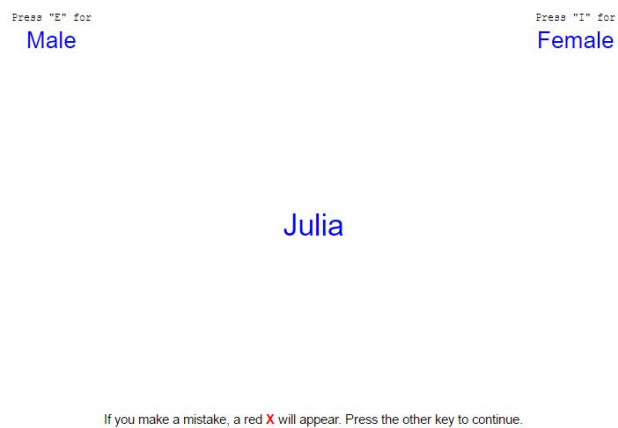 Press "E" for
Male
Press "I" for
Female
Julia
If you make a mistake, a red X will appear. Press the other key to continue.